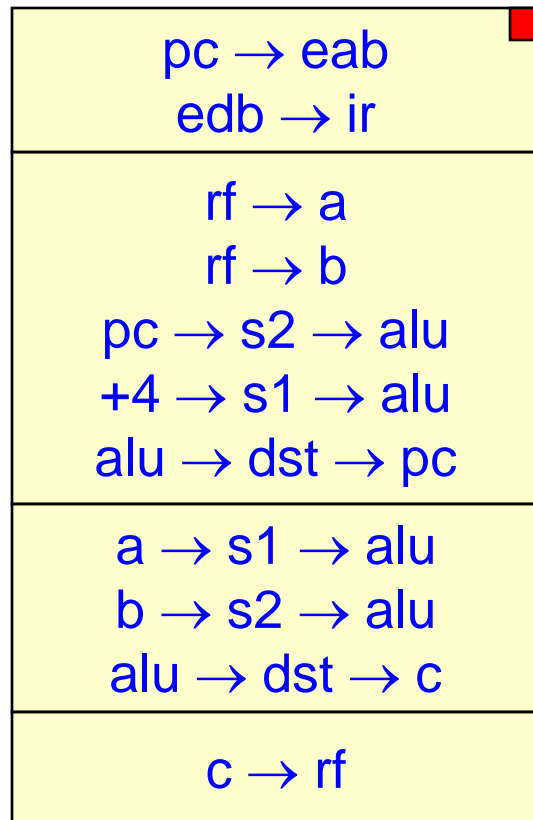 pc → eab
edb → ir
rf → a
rf → b
pc → s2 → alu
+4 → s1 → alu
alu → dst → pc
a → s1 → alu
b → s2 → alu
alu → dst → c
c → rf